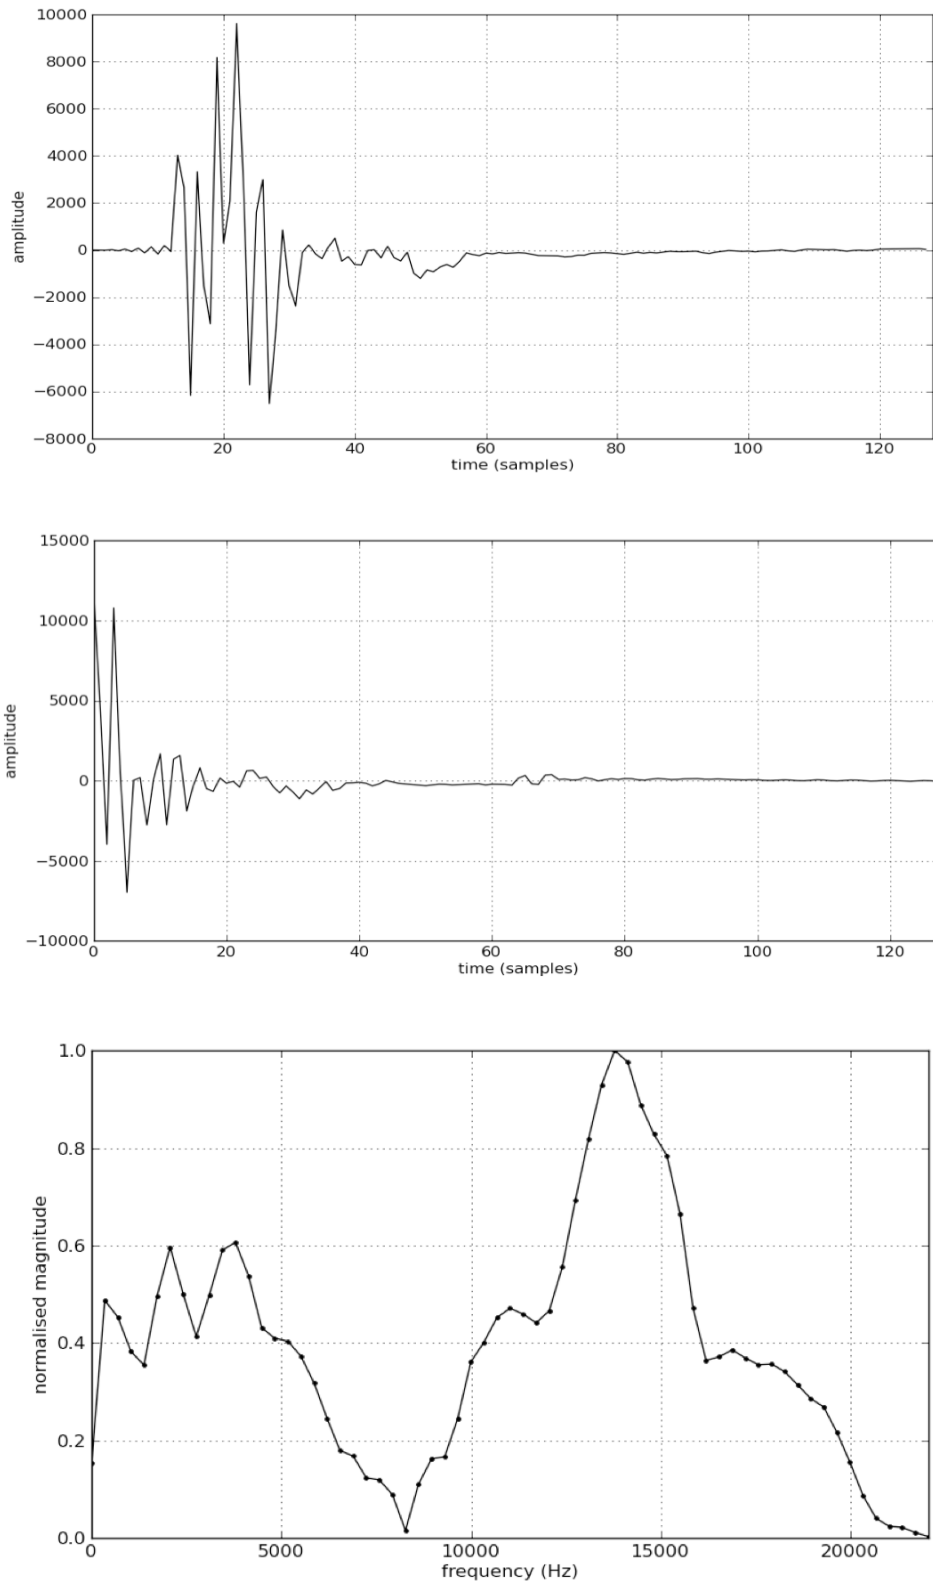 10000
8000
6000
4000
2000
0
−2000
−4000
−6000
−8000
amplitude
0 20 40 60 80 100 120
time (samples)
15000
10000
5000
0
−5000
−10000
amplitude
0 20 40 60 80 100 120
time (samples)
1.0
0.8
0.6
0.4
0.2
0.0
normalised magnitude
0 5000 10000 15000 20000
frequency (Hz)